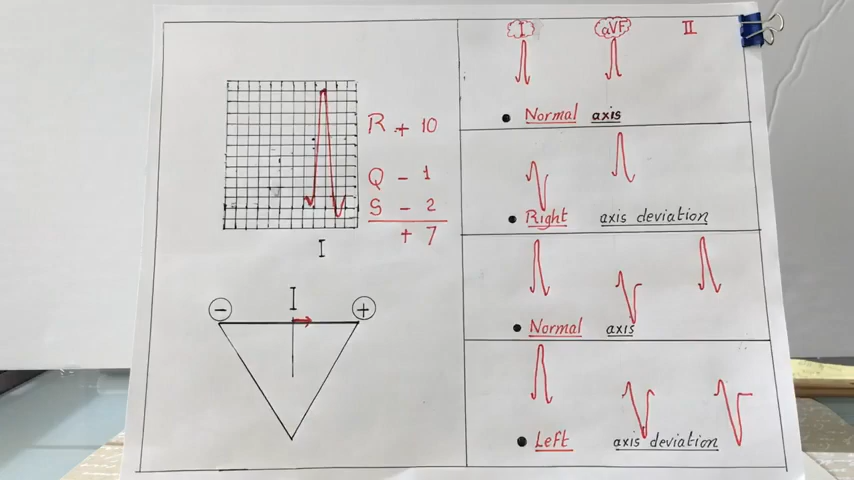 R + 10
Q - 1
S - 2
+ 7
I
I
- +
I aVF II
• Normal axis
• Right axis deviation
• Normal axis
• Left axis deviation